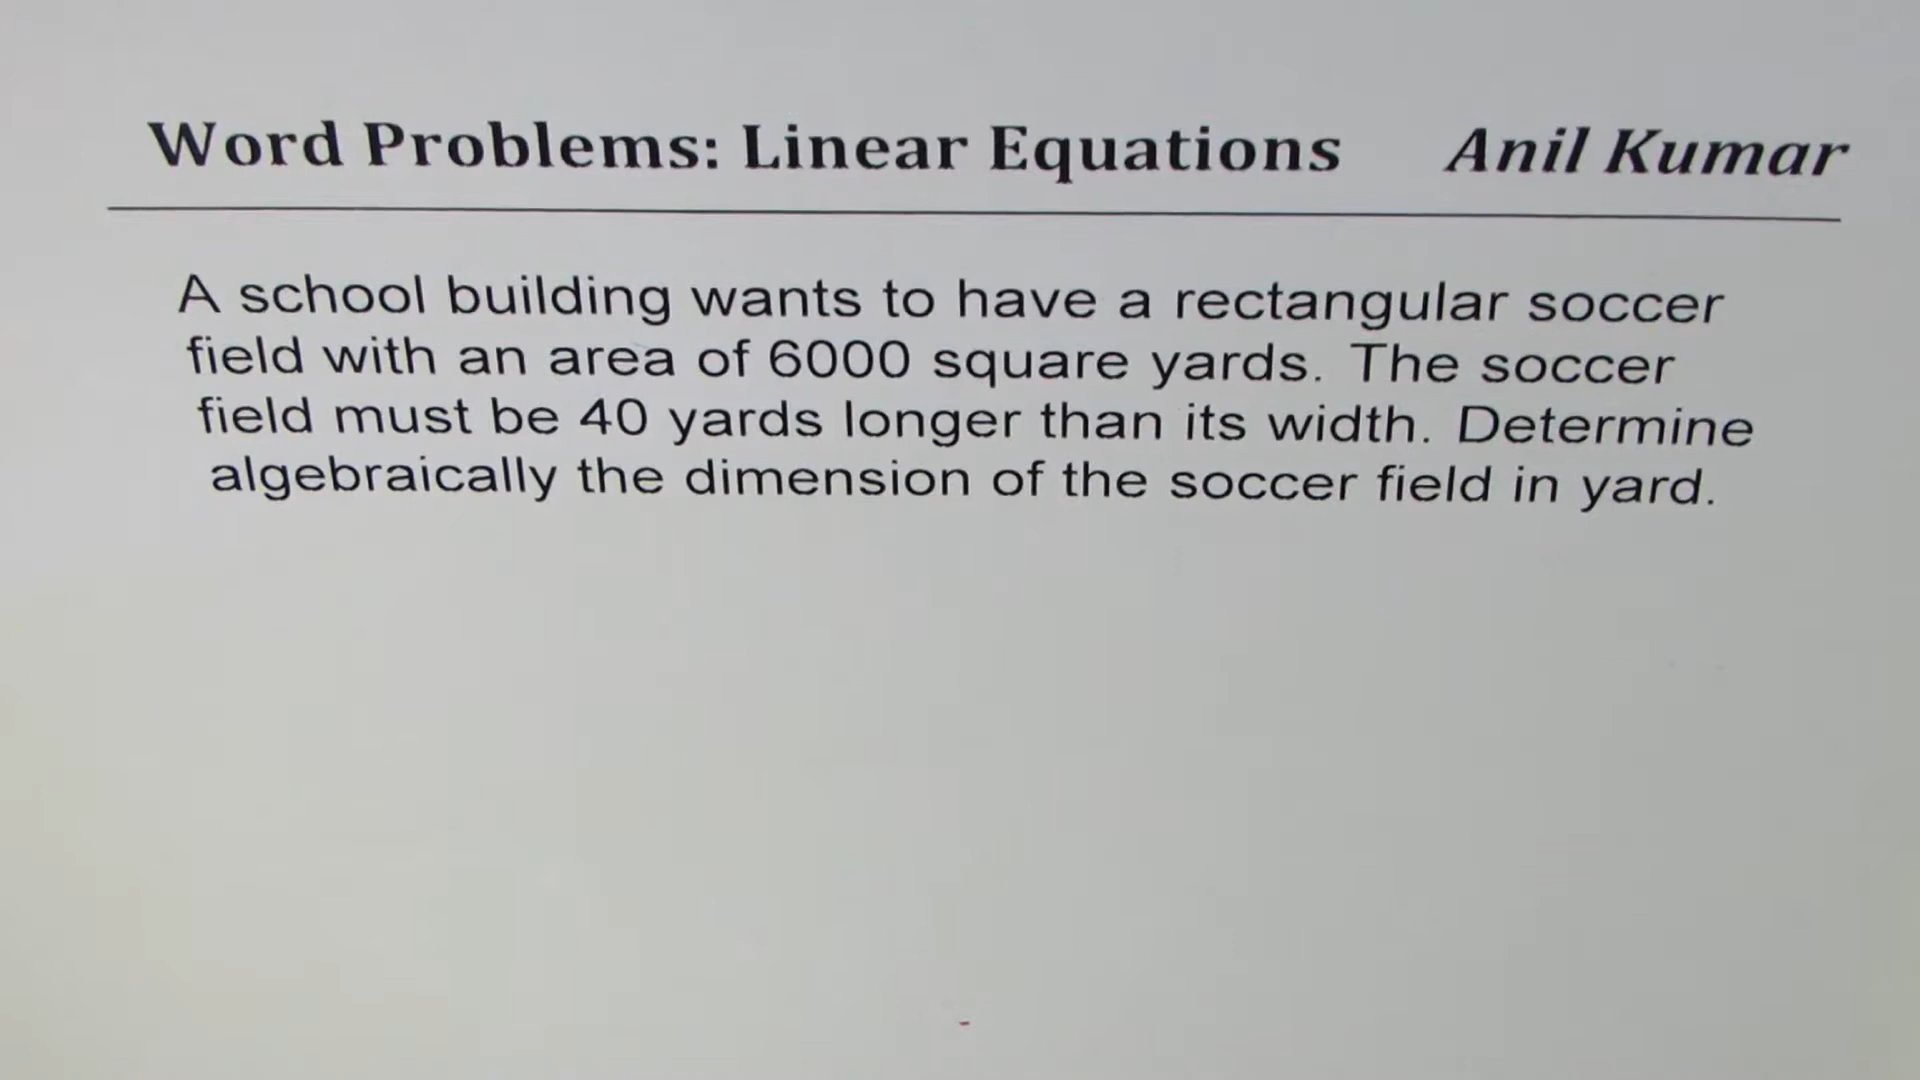 Word Problems: Linear Equations Anil Kumar
A school building wants to have a rectangular soccer
field with an area of 6000 square yards. The soccer
field must be 40 yards longer than its width. Determine
algebraically the dimension of the soccer field in yard.